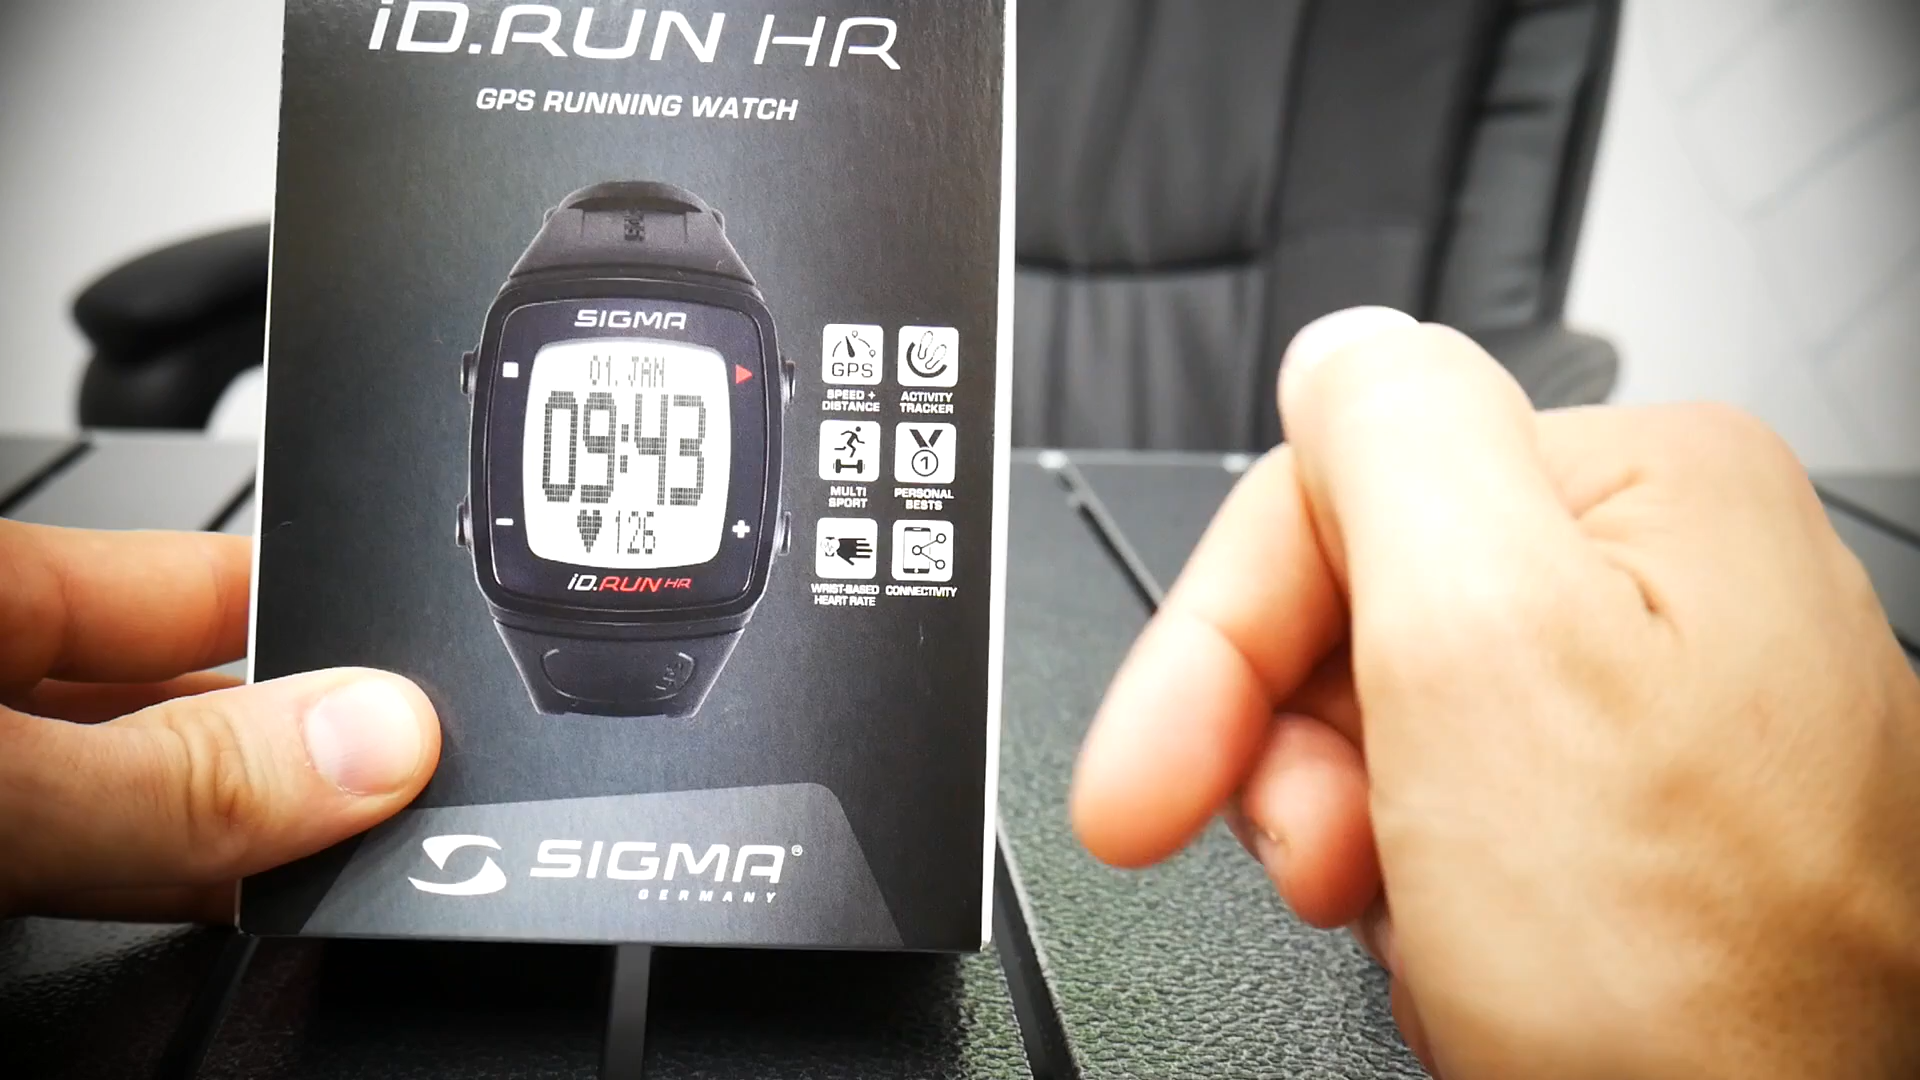 iD.RUN HR
GPS RUNNING WATCH
SIGMA
01. JAN
09:43
126
iD.RUN HR
GPS
SPEED +
DISTANCE
ACTIVITY
TRACKER
MULTI
SPORT
1
PERSONAL
BESTS
WRIST-BASED
HEART RATE
CONNECTIVITY
SIGMA®
GERMANY